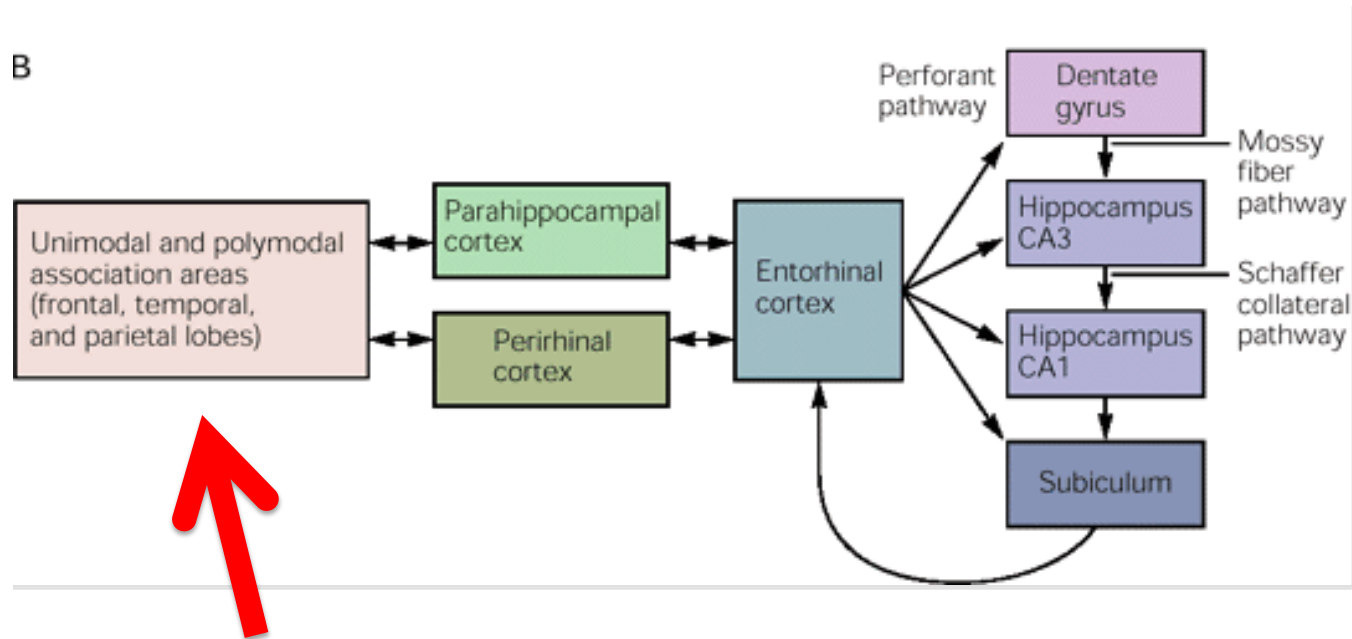 B
Unimodal and polymodal
association areas
(frontal, temporal,
and parietal lobes)
Parahippocampal
cortex
Perirhinal
cortex
Entorhinal
cortex
Perforant
pathway
Dentate
gyrus
Mossy
fiber
pathway
Hippocampus
CA3
Schaffer
collateral
pathway
Hippocampus
CA1
Subiculum